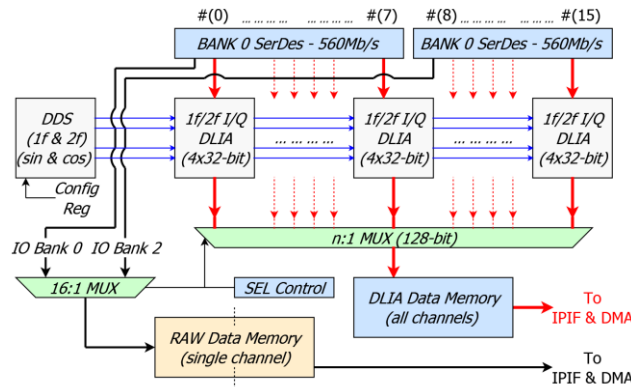 #(0) ... ... ... ... #(7) #(8) ... ... ... ... #(15)
BANK 0 SerDes - 560Mb/s
BANK 0 SerDes - 560Mb/s
DDS
(1f & 2f)
(sin & cos)
1f/2f I/Q
DLIA
(4x32-bit)
... ... ... ...
1f/2f I/Q
DLIA
(4x32-bit)
... ... ... ...
1f/2f I/Q
DLIA
(4x32-bit)
Config
Reg
n:1 MUX (128-bit)
IO Bank 0 IO Bank 2
16:1 MUX
SEL Control
DLIA Data Memory
(all channels)
To
IPIF & DMA
RAW Data Memory
(single channel)
To
IPIF & DMA